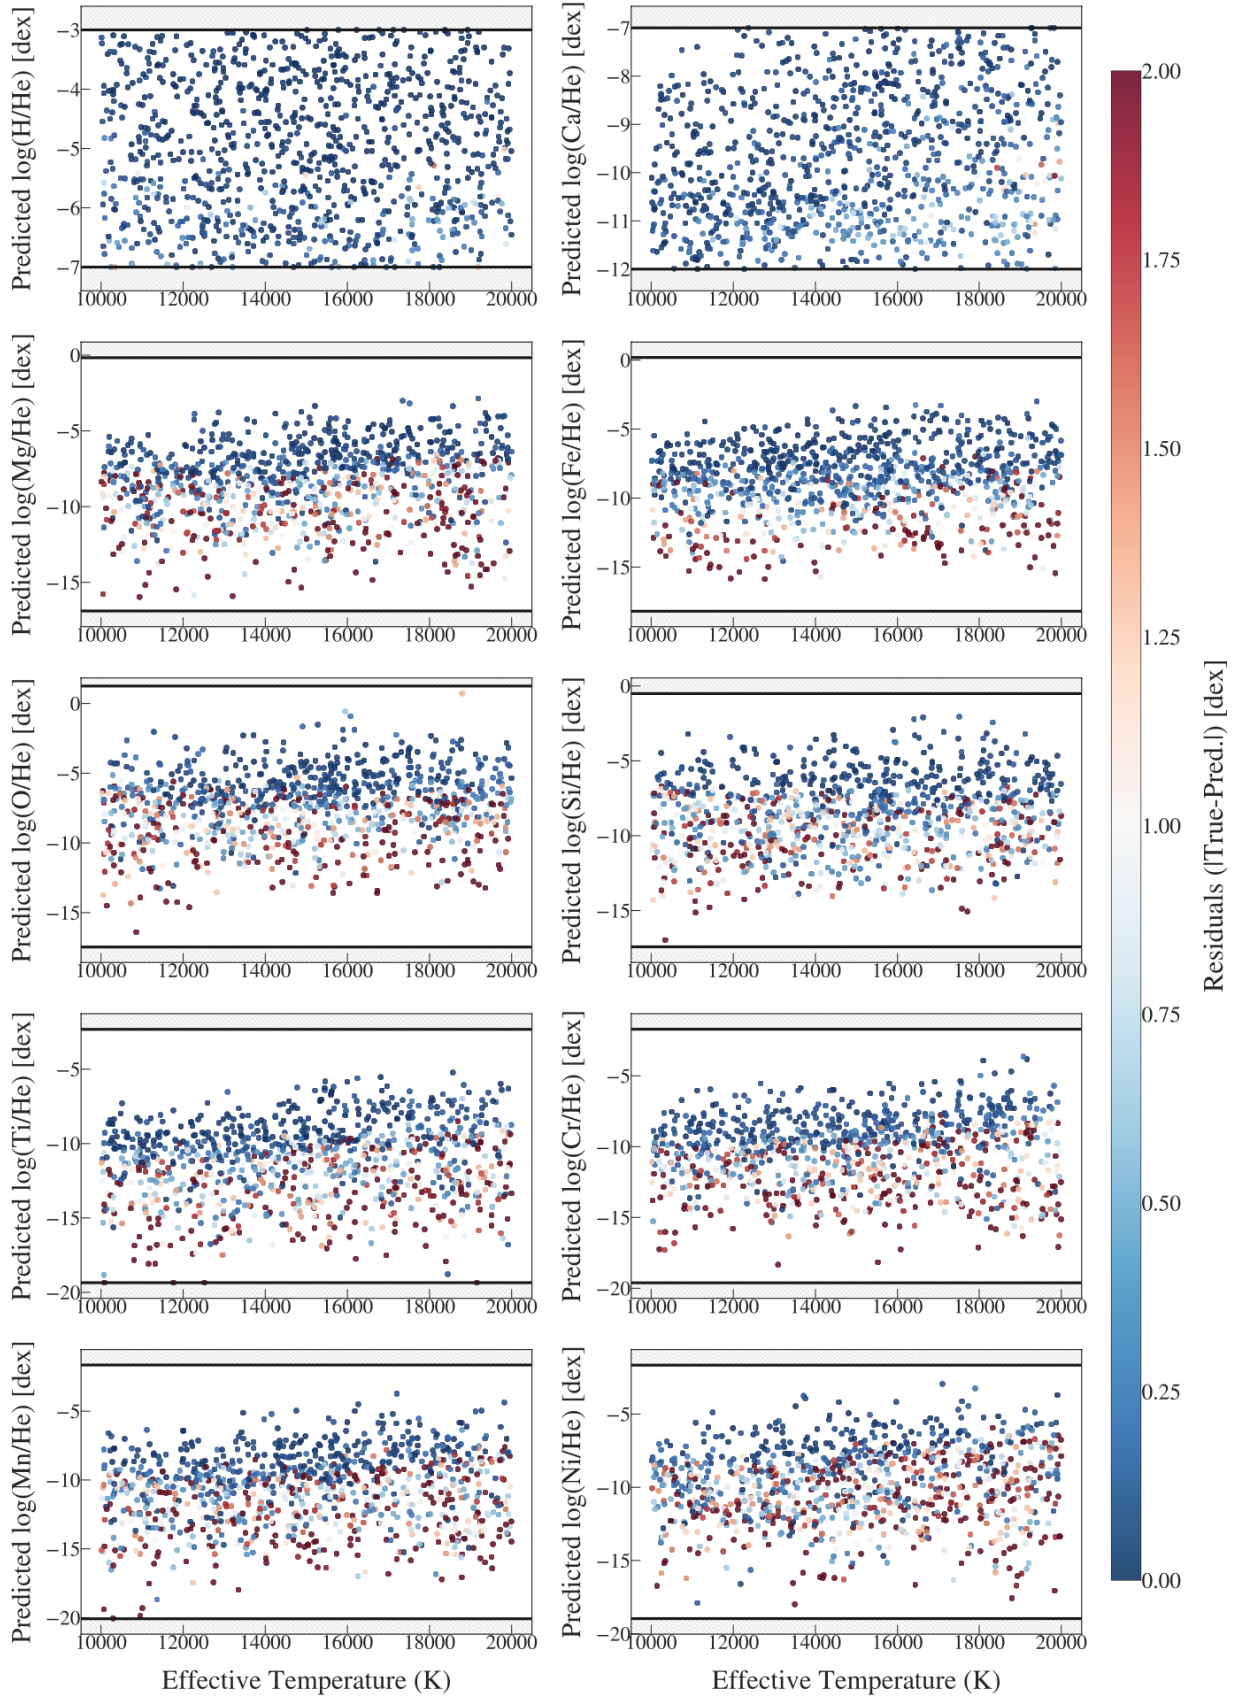 Predicted log(H/He) [dex]
−3
−4
−5
−6
−7
10000 12000 14000 16000 18000 20000
Predicted log(Ca/He) [dex]
−7
−8
−9
−10
−11
−12
10000 12000 14000 16000 18000 20000
Predicted log(Mg/He) [dex]
0
−5
−10
−15
10000 12000 14000 16000 18000 20000
Predicted log(Fe/He) [dex]
0
−5
−10
−15
10000 12000 14000 16000 18000 20000
Predicted log(O/He) [dex]
0
−5
−10
−15
10000 12000 14000 16000 18000 20000
Predicted log(Si/He) [dex]
0
−5
−10
−15
10000 12000 14000 16000 18000 20000
Predicted log(Ti/He) [dex]
−5
−10
−15
−20
10000 12000 14000 16000 18000 20000
Predicted log(Cr/He) [dex]
−5
−10
−15
−20
10000 12000 14000 16000 18000 20000
Predicted log(Mn/He) [dex]
−5
−10
−15
−20
10000 12000 14000 16000 18000 20000
Effective Temperature (K)
Predicted log(Ni/He) [dex]
−5
−10
−15
−20
10000 12000 14000 16000 18000 20000
Effective Temperature (K)
2.00
1.75
1.50
1.25
1.00
0.75
0.50
0.25
0.00
Residuals (|True-Pred.|) [dex]